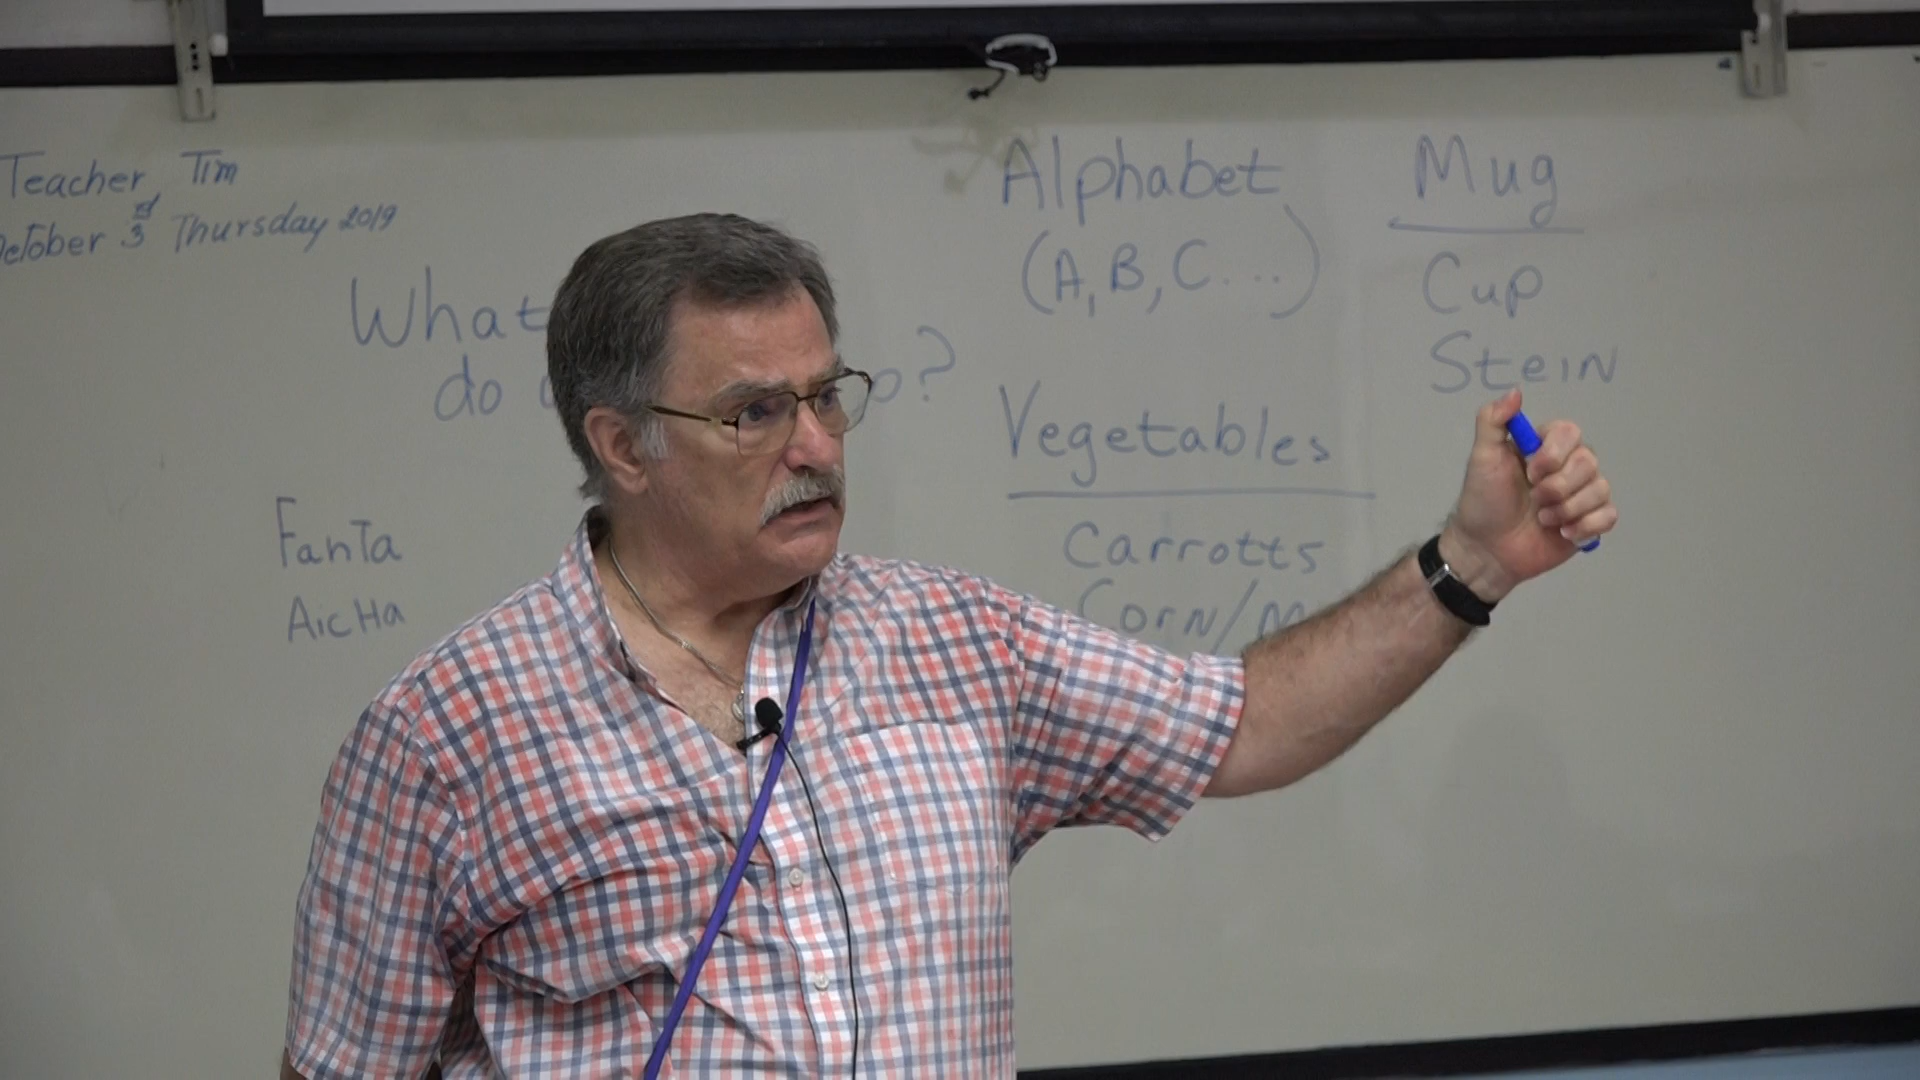 Teacher, Tim
October 3rd Thursday 2019
What
do
Fanta
AicHa
Alphabet
(A, B, C...)
Vegetables
Carrotts
Corn/
Mug
Cup
Stein